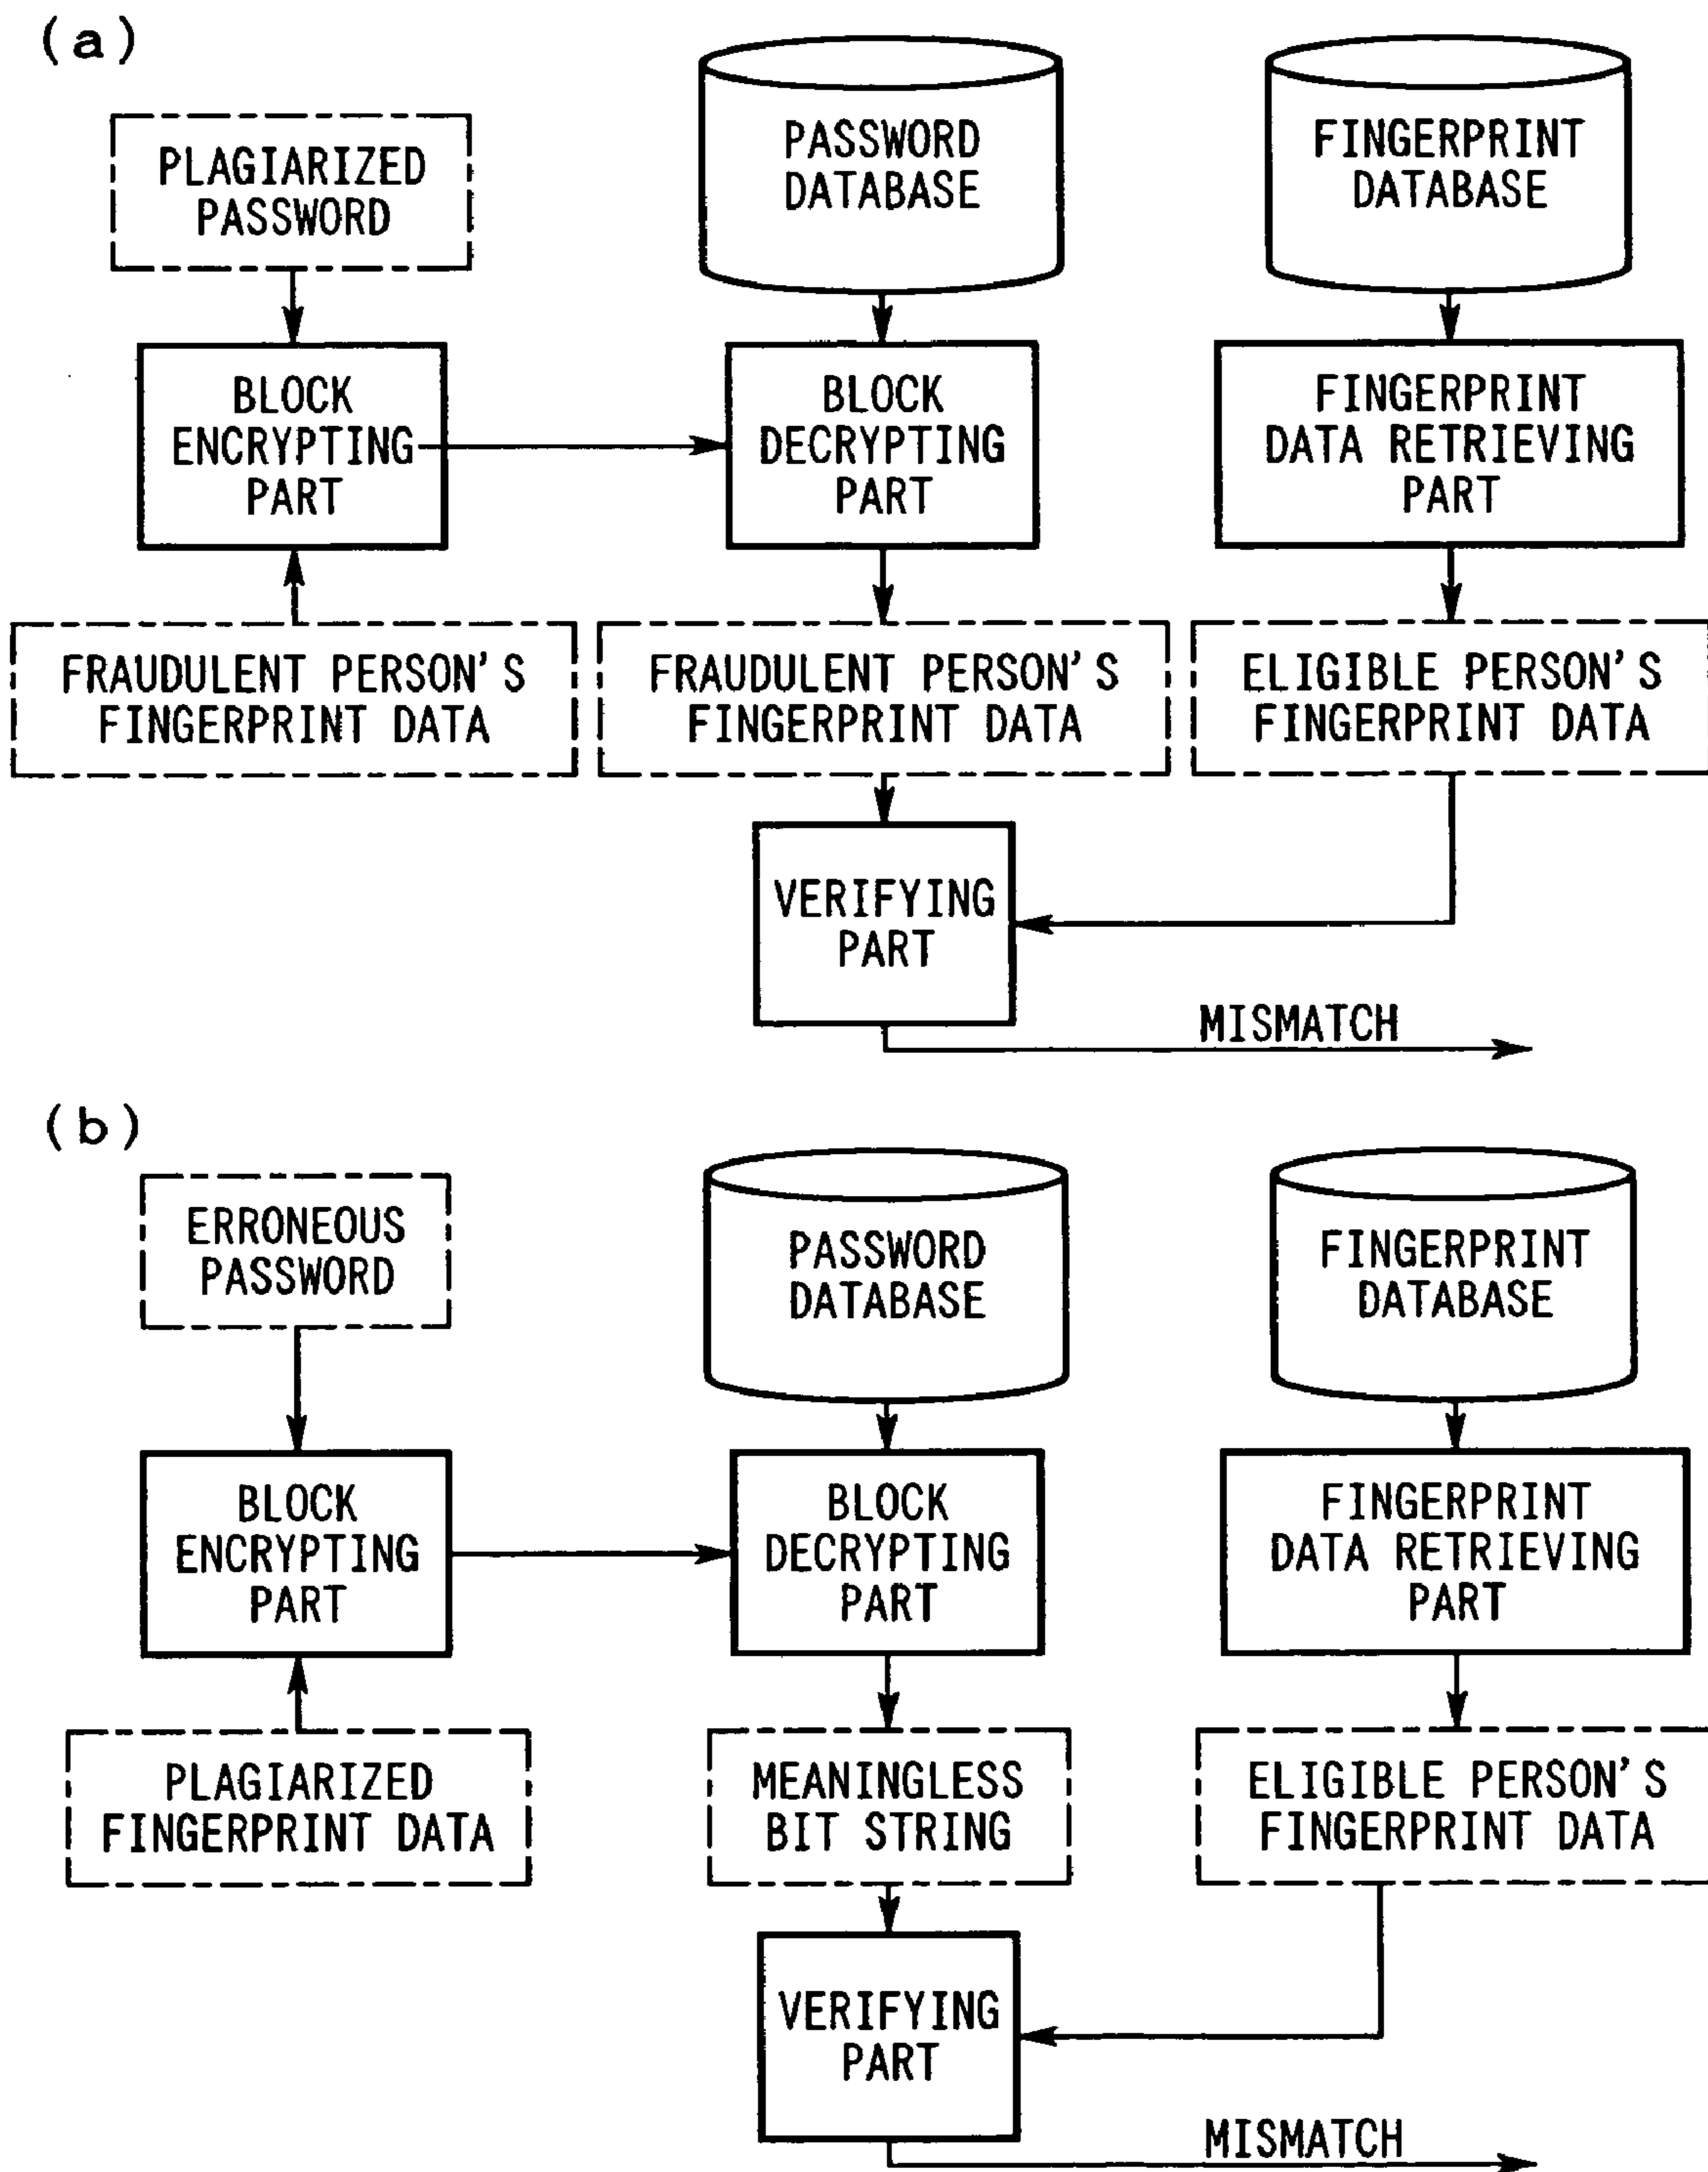 (a)
PLAGIARIZED
PASSWORD
PASSWORD
DATABASE
FINGERPRINT
DATABASE
BLOCK
ENCRYPTING
PART
BLOCK
DECRYPTING
PART
FINGERPRINT
DATA RETRIEVING
PART
FRAUDULENT PERSON'S
FINGERPRINT DATA
FRAUDULENT PERSON'S
FINGERPRINT DATA
ELIGIBLE PERSON'S
FINGERPRINT DATA
VERIFYING
PART
MISMATCH
(b)
ERRONEOUS
PASSWORD
PASSWORD
DATABASE
FINGERPRINT
DATABASE
BLOCK
ENCRYPTING
PART
BLOCK
DECRYPTING
PART
FINGERPRINT
DATA RETRIEVING
PART
PLAGIARIZED
FINGERPRINT DATA
MEANINGLESS
BIT STRING
ELIGIBLE PERSON'S
FINGERPRINT DATA
VERIFYING
PART
MISMATCH